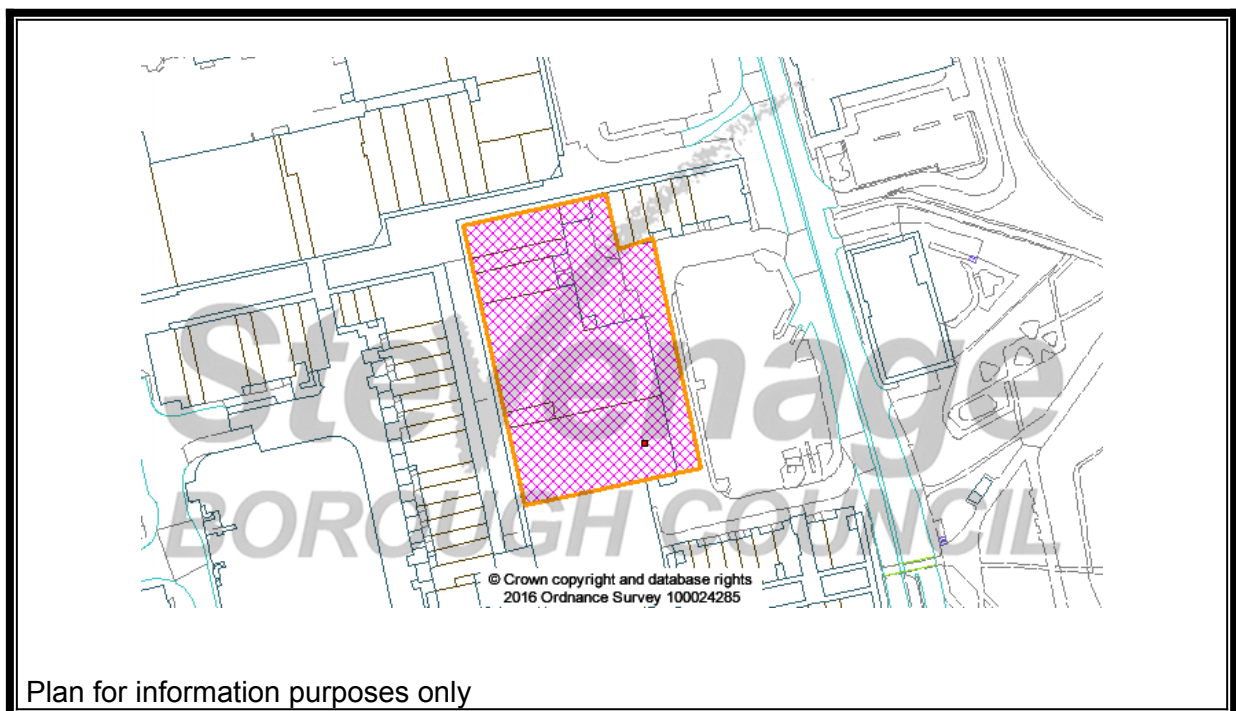 Stevenage
BOROUGH COUNCIL
© Crown copyright and database rights
2016 Ordnance Survey 100024285
Plan for information purposes only